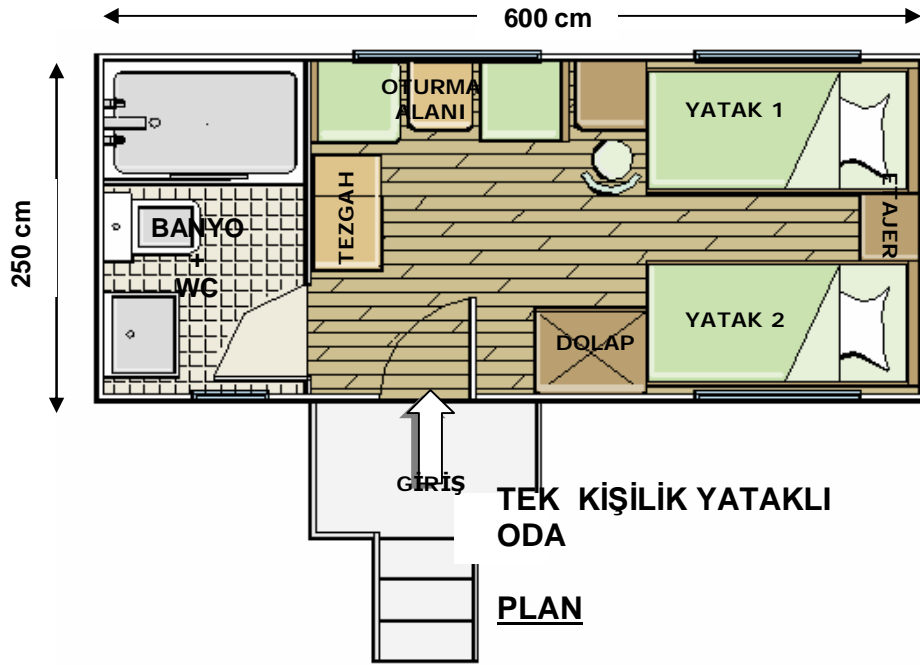 600 cm
250 cm
OTURMA
ALANI
YATAK 1
TEZGAH
ETAJER
BANYO
+
WC
YATAK 2
DOLAP
GİRİŞ
TEK KİŞİLİK YATAKLI
ODA
PLAN